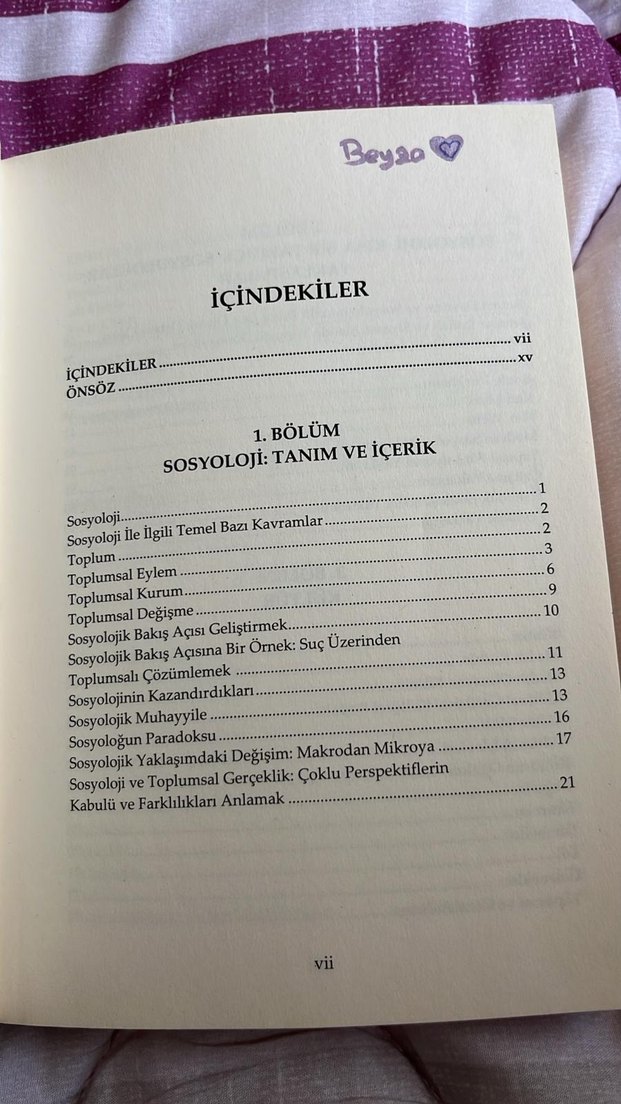 Beyza
İÇİNDEKİLER
İÇİNDEKİLER ........ vii
ÖNSÖZ ........ xv
1. BÖLÜM
SOSYOLOJİ: TANIM VE İÇERİK
Sosyoloji ........ 1
Sosyoloji İle İlgili Temel Bazı Kavramlar ........ 2
Toplum ........ 2
Toplumsal Eylem ........ 3
Toplumsal Kurum ........ 6
Toplumsal Değişme ........ 9
Sosyolojik Bakış Açısı Geliştirmek ........ 10
Sosyolojik Bakış Açısına Bir Örnek: Suç Üzerinden
Toplumsalı Çözümlemek ........ 11
Sosyolojinin Kazandırdıkları ........ 13
Sosyolojik Muhayyile ........ 13
Sosyoloğun Paradoksu ........ 16
Sosyolojik Yaklaşımdaki Değişim: Makrodan Mikroya ........ 17
Sosyoloji ve Toplumsal Gerçeklik: Çoklu Perspektiflerin
Kabulü ve Farklılıkları Anlamak ........ 21
vii